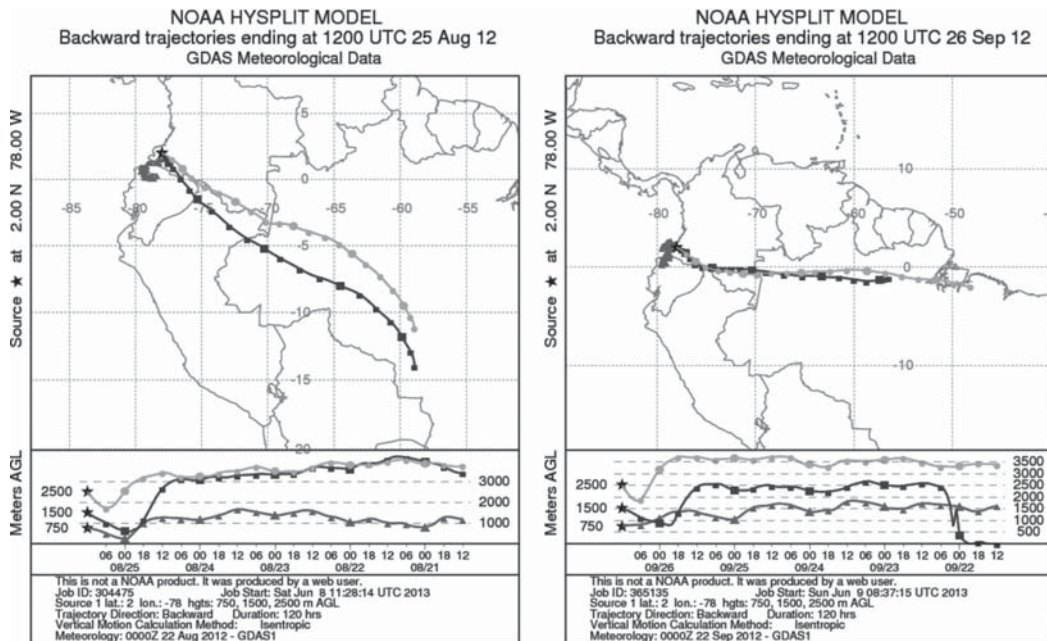 NOAA HYSPLIT MODEL
Backward trajectories ending at 1200 UTC 25 Aug 12
GDAS Meteorological Data
Source ★ at 2.00 N 78.00 W
5
0
-85 -80 -75 -70 -65 -60 -55
-5
-10
-15
-20
Meters AGL
2500
1500
750
3000
2000
1000
06 00 18 12 06 00 18 12 06 00 18 12 06 00 18 12 06 00 18 12
08/25 08/24 08/23 08/22 08/21
This is not a NOAA product. It was produced by a web user.
Job ID: 304475 Job Start: Sat Jun 8 11:28:14 UTC 2013
Source 1 lat.: 2 lon.: -78 hgts: 750, 1500, 2500 m AGL
Trajectory Direction: Backward Duration: 120 hrs
Vertical Motion Calculation Method: Isentropic
Meteorology: 0000Z 22 Aug 2012 - GDAS1
NOAA HYSPLIT MODEL
Backward trajectories ending at 1200 UTC 26 Sep 12
GDAS Meteorological Data
Source ★ at 2.00 N 78.00 W
10
-80 -70 -60 -50
0
-10
Meters AGL
2500
1500
750
3500
3000
2500
2000
1500
1000
500
06 00 18 12 06 00 18 12 06 00 18 12 06 00 18 12 06 00 18 12
09/26 09/25 09/24 09/23 09/22
This is not a NOAA product. It was produced by a web user.
Job ID: 365135 Job Start: Sun Jun 9 08:37:15 UTC 2013
Source 1 lat.: 2 lon.: -78 hgts: 750, 1500, 2500 m AGL
Trajectory Direction: Backward Duration: 120 hrs
Vertical Motion Calculation Method: Isentropic
Meteorology: 0000Z 22 Sep 2012 - GDAS1